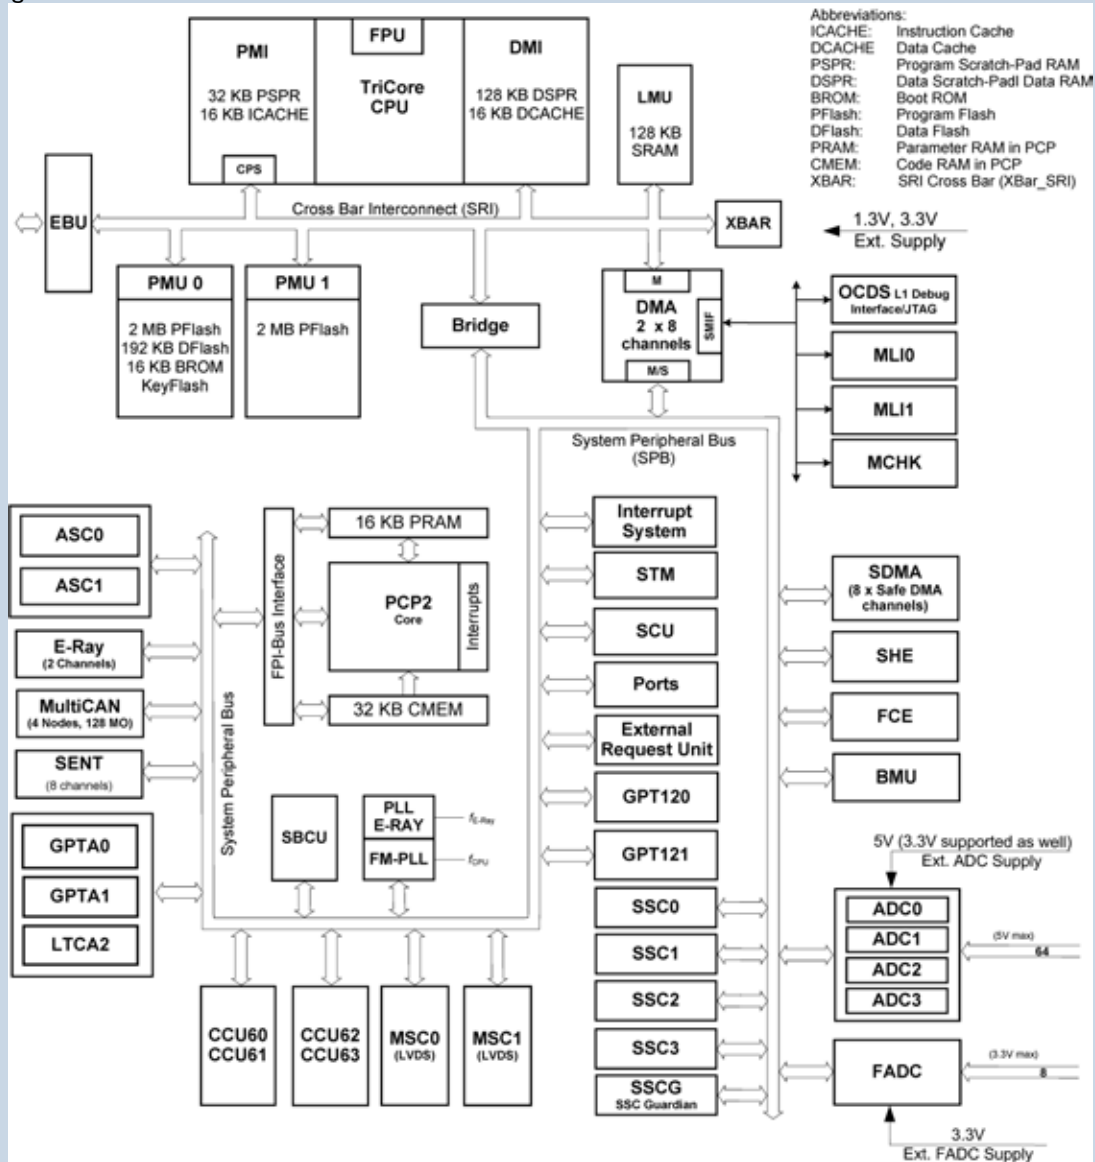 Abbreviations:
ICACHE: Instruction Cache
DCACHE Data Cache
PSPR: Program Scratch-Pad RAM
DSPR: Data Scratch-Padl Data RAM
BROM: Boot ROM
PFlash: Program Flash
DFlash: Data Flash
PRAM: Parameter RAM in PCP
CMEM: Code RAM in PCP
XBAR: SRI Cross Bar (XBar_SRI)
PMI
32 KB PSPR
16 KB ICACHE
CPS
FPU
TriCore
CPU
DMI
128 KB DSPR
16 KB DCACHE
LMU
128 KB
SRAM
EBU
Cross Bar Interconnect (SRI)
XBAR
1.3V, 3.3V
Ext. Supply
PMU 0
2 MB PFlash
192 KB DFlash
16 KB BROM
KeyFlash
PMU 1
2 MB PFlash
Bridge
M
DMA
2 x 8
channels
SMIF
M/S
OCDS L1 Debug
Interface/JTAG
MLI0
MLI1
MCHK
System Peripheral Bus
(SPB)
ASC0
ASC1
E-Ray
(2 Channels)
MultiCAN
(4 Nodes, 128 MO)
SENT
(8 channels)
GPTA0
GPTA1
LTCA2
System Peripheral Bus
FPI-Bus Interface
16 KB PRAM
PCP2
Core
Interrupts
32 KB CMEM
SBCU
PLL
E-RAY
fE-Ray
FM-PLL
fCPU
Interrupt
System
STM
SCU
Ports
External
Request Unit
GPT120
GPT121
SSC0
SSC1
SSC2
SSC3
SSCG
SSC Guardian
SDMA
(8 x Safe DMA
channels)
SHE
FCE
BMU
5V (3.3V supported as well)
Ext. ADC Supply
ADC0
ADC1
ADC2
ADC3
(5V max)
64
FADC
(3.3V max)
8
3.3V
Ext. FADC Supply
CCU60
CCU61
CCU62
CCU63
MSC0
(LVDS)
MSC1
(LVDS)